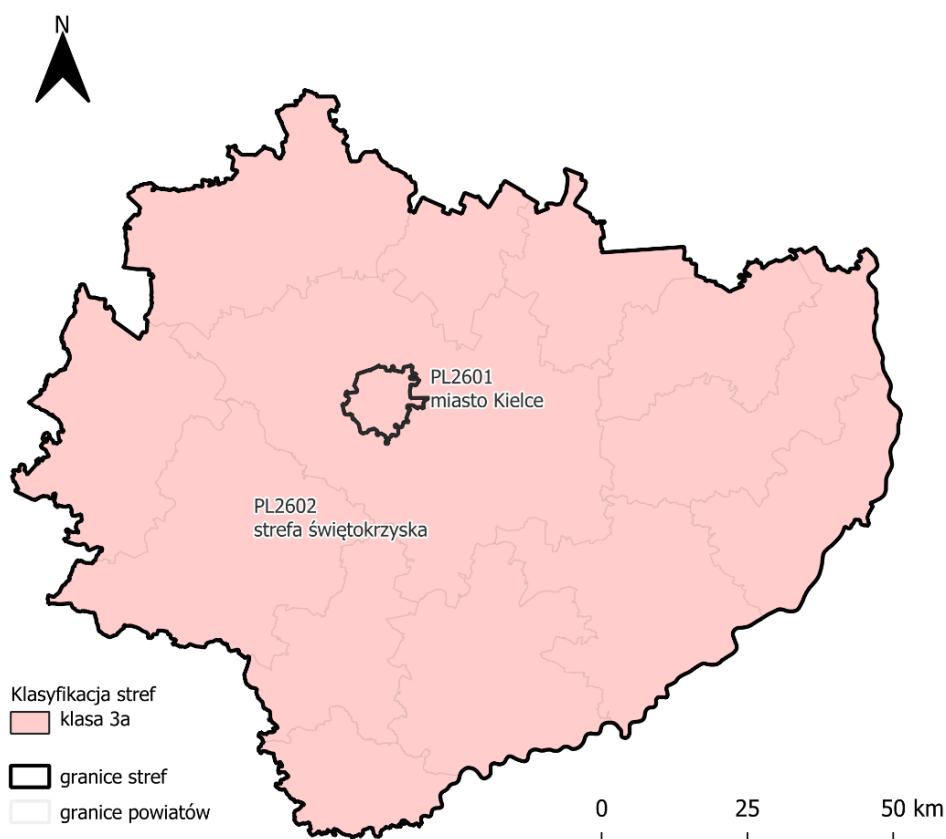 N
PL2601
miasto Kielce
PL2602
strefa świętokrzyska
Klasyfikacja stref
klasa 3a
granice stref
granice powiatów
0 25 50 km